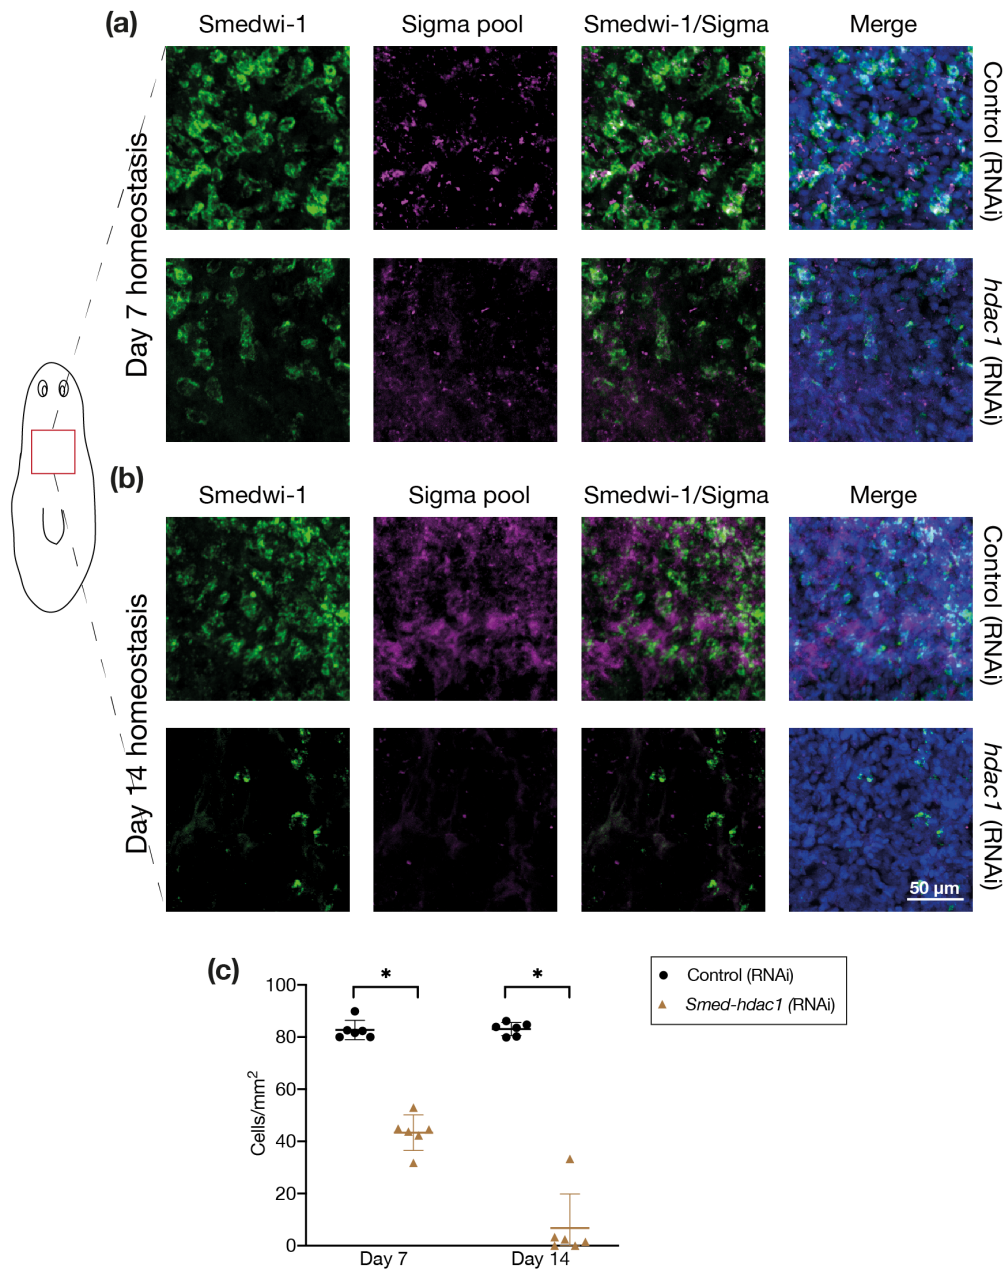 (a)
Smedwi-1 Sigma pool Smedwi-1/Sigma Merge
Day 7 homeostasis
Control (RNAi)
hdac1 (RNAi)
(b)
Smedwi-1 Sigma pool Smedwi-1/Sigma Merge
Day 14 homeostasis
Control (RNAi)
hdac1 (RNAi)
50 µm
(c)
Cells/mm²
100
80
60
40
20
0
* *
Day 7 Day 14
Control (RNAi)
Smed-hdac1 (RNAi)